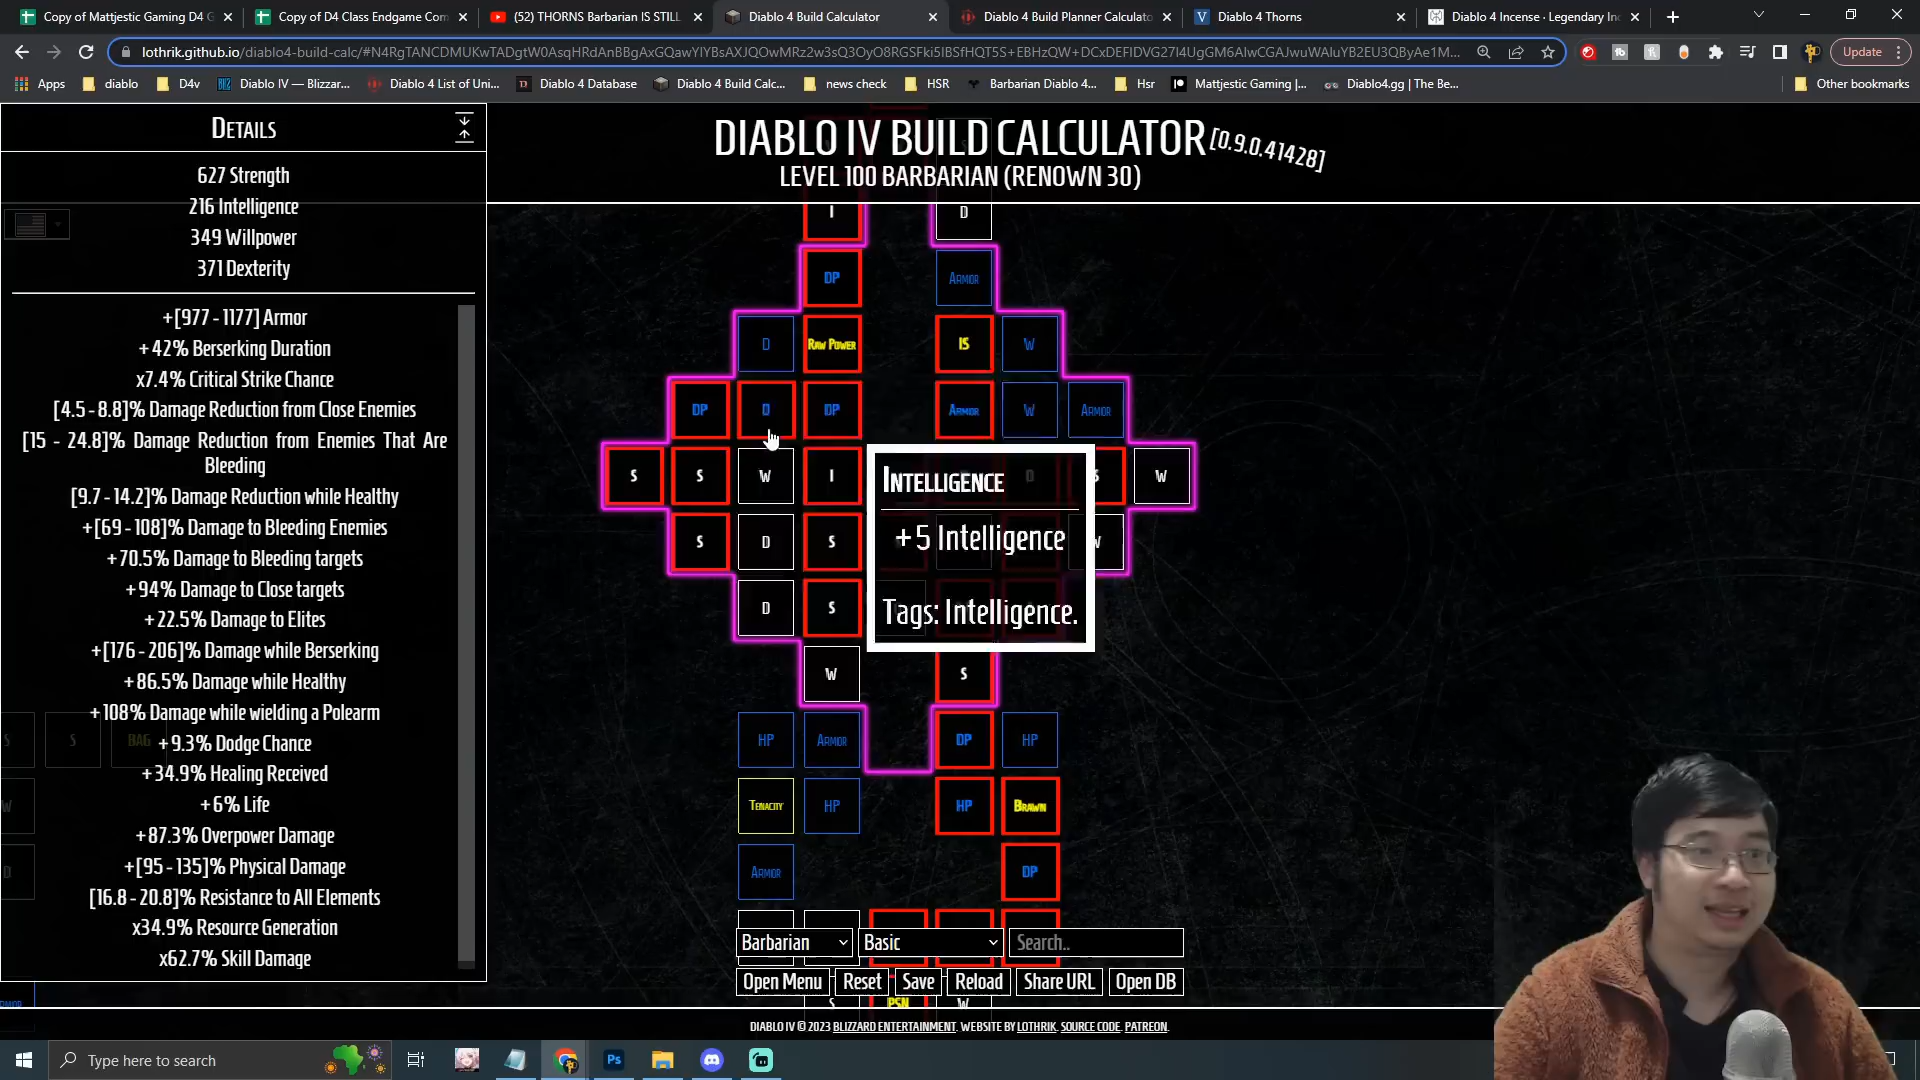 Copy of Mattjestic Gaming D4 G
Copy of D4 Class Endgame Com
(52) THORNS Barbarian IS STILL
Diablo 4 Build Calculator
Diablo 4 Build Planner Calculato
Diablo 4 Thorns
Diablo 4 Incense · Legendary Inc
lothrik.github.io/diablo4-build-calc/#N4RgTANCDMUKwTADgtW0AsqHRdAnBBgAxGQawYlYBsAXJQOwMRz2w3sQ3OyO8RGSFki5IBSfHQT5S+EBHzQW+DCxDEFIDVG27I4UgGM6AIwCGAJwuWAIuYB2EU3QByAe1M...
Update
Apps
diablo
D4v
Diablo IV — Blizzar...
Diablo 4 List of Uni...
Diablo 4 Database
Diablo 4 Build Calc...
news check
HSR
Barbarian Diablo 4...
Hsr
Mattjestic Gaming |...
Diablo4.gg | The Be...
Other bookmarks
DETAILS
627 Strength
216 Intelligence
349 Willpower
371 Dexterity
+[977 - 1177] Armor
+42% Berserking Duration
x7.4% Critical Strike Chance
[4.5 - 8.8]% Damage Reduction from Close Enemies
[15 - 24.8]% Damage Reduction from Enemies That Are
Bleeding
[9.7 - 14.2]% Damage Reduction while Healthy
+[69 - 108]% Damage to Bleeding Enemies
+70.5% Damage to Bleeding targets
+94% Damage to Close targets
+22.5% Damage to Elites
+[176 - 206]% Damage while Berserking
+86.5% Damage while Healthy
+108% Damage while wielding a Polearm
+9.3% Dodge Chance
+34.9% Healing Received
+6% Life
+87.3% Overpower Damage
+[95 - 135]% Physical Damage
[16.8 - 20.8]% Resistance to All Elements
x34.9% Resource Generation
x62.7% Skill Damage
DIABLO IV BUILD CALCULATOR [0.9.0.41428]
LEVEL 100 BARBARIAN (RENOWN 30)
I D
DP ARMOR
D RAW POWER IS W
DP D DP ARMOR W ARMOR
S S W I D S W
S D S W
D S
W S
HP ARMOR DP HP
TENACITY HP HP BRAWN
ARMOR DP
S PSN W
S S BAG
W
D
ARMOR
INTELLIGENCE
+5 Intelligence
Tags: Intelligence.
Barbarian
Basic
Search..
Open Menu
Reset
Save
Reload
Share URL
Open DB
DIABLO IV © 2023 BLIZZARD ENTERTAINMENT. WEBSITE BY LOTHRIK. SOURCE CODE. PATREON.
Type here to search
Ps